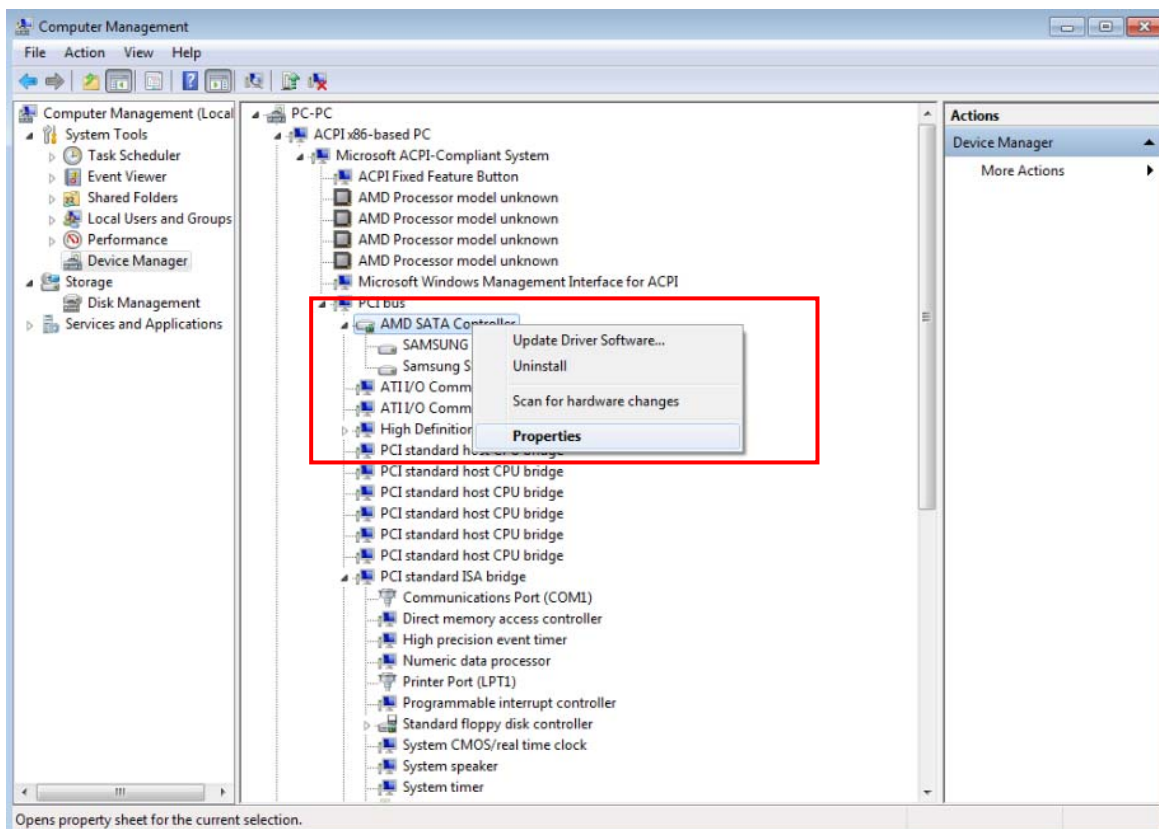 Computer Management
File Action View Help
Computer Management (Local
System Tools
Task Scheduler
Event Viewer
Shared Folders
Local Users and Groups
Performance
Device Manager
Storage
Disk Management
Services and Applications
PC-PC
ACPI x86-based PC
Microsoft ACPI-Compliant System
ACPI Fixed Feature Button
AMD Processor model unknown
AMD Processor model unknown
AMD Processor model unknown
AMD Processor model unknown
Microsoft Windows Management Interface for ACPI
PCI bus
AMD SATA Controller
SAMSUNG
Samsung S
ATI I/O Comm
ATI I/O Comm
High Definition
PCI standard host CPU bridge
PCI standard host CPU bridge
PCI standard host CPU bridge
PCI standard host CPU bridge
PCI standard host CPU bridge
PCI standard host CPU bridge
PCI standard ISA bridge
Communications Port (COM1)
Direct memory access controller
High precision event timer
Numeric data processor
Printer Port (LPT1)
Programmable interrupt controller
Standard floppy disk controller
System CMOS/real time clock
System speaker
System timer
Update Driver Software...
Uninstall
Scan for hardware changes
Properties
Actions
Device Manager
More Actions
Opens property sheet for the current selection.